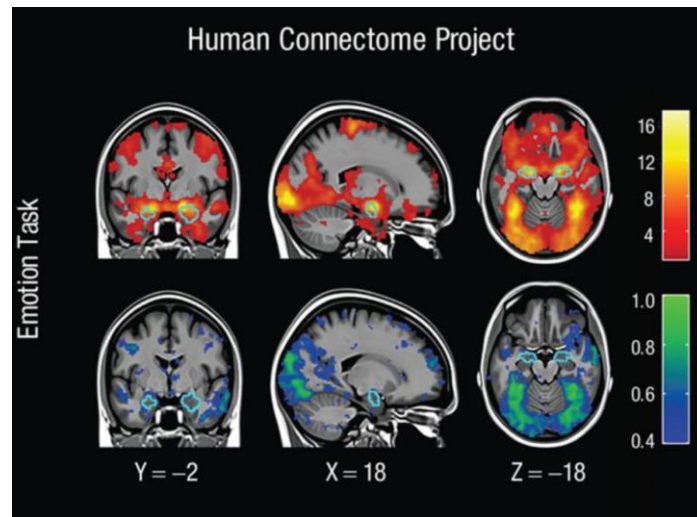 Human Connectome Project
Emotion Task
16
12
8
4
1.0
0.8
0.6
0.4
Y = −2
X = 18
Z = −18